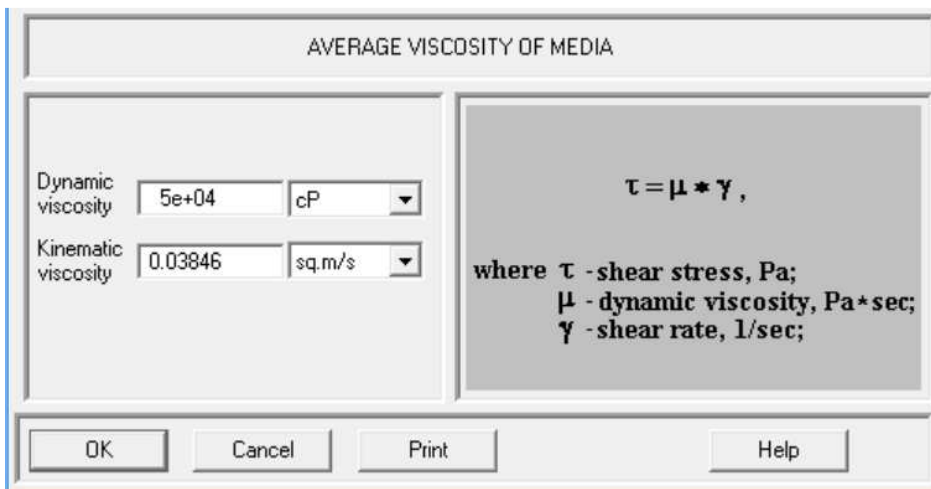 AVERAGE VISCOSITY OF MEDIA
Dynamic
viscosity
5e+04
cP
Kinematic
viscosity
0.03846
sq.m/s
τ = μ * γ ,
where τ - shear stress, Pa;
μ - dynamic viscosity, Pa*sec;
γ - shear rate, 1/sec;
OK
Cancel
Print
Help